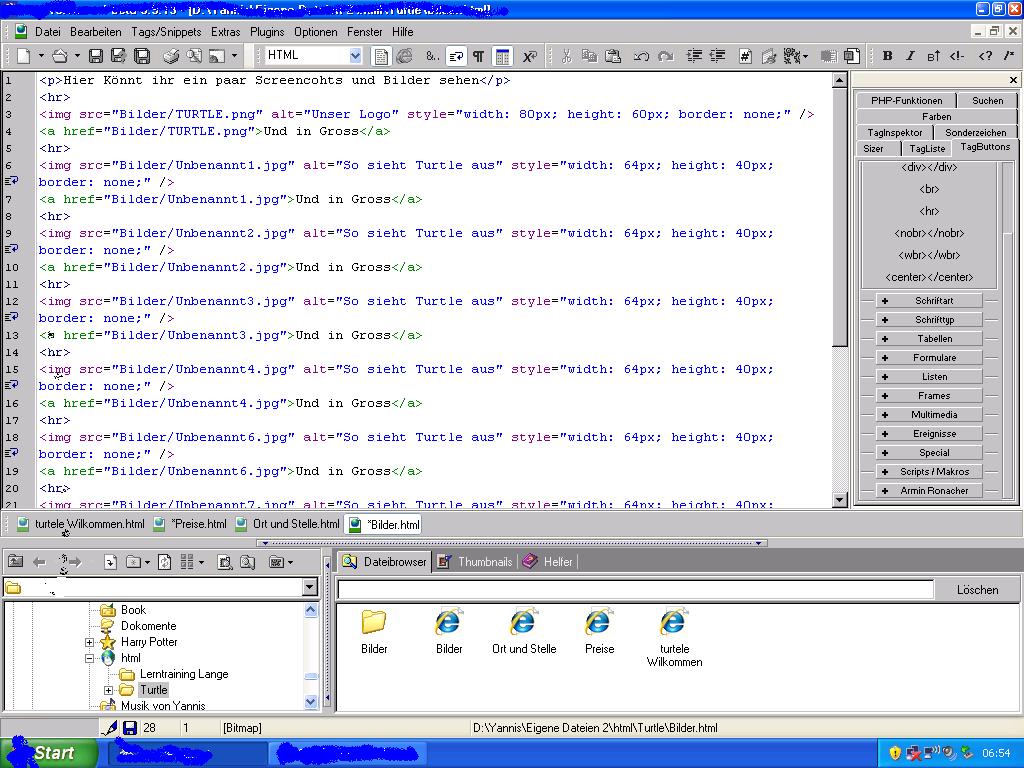 [D:\Yannis\Eigene Dateien 2\html\Turtle\Bilder.html]
Datei Bearbeiten Tags/Snippets Extras Plugins Optionen Fenster Hilfe
HTML
1 <p>Hier Könnt ihr ein paar Screencohts und Bilder sehen</p>
2 <hr>
3 <img src="Bilder/TURTLE.png" alt="Unser Logo" style="width: 80px; height: 60px; border: none;" />
4 <a href="Bilder/TURTLE.png">Und in Gross</a>
5 <hr>
6 <img src="Bilder/Unbenannt1.jpg" alt="So sieht Turtle aus" style="width: 64px; height: 40px;
border: none;" />
7 <a href="Bilder/Unbenannt1.jpg">Und in Gross</a>
8 <hr>
9 <img src="Bilder/Unbenannt2.jpg" alt="So sieht Turtle aus" style="width: 64px; height: 40px;
border: none;" />
10 <a href="Bilder/Unbenannt2.jpg">Und in Gross</a>
11 <hr>
12 <img src="Bilder/Unbenannt3.jpg" alt="So sieht Turtle aus" style="width: 64px; height: 40px;
border: none;" />
13 <a href="Bilder/Unbenannt3.jpg">Und in Gross</a>
14 <hr>
15 <img src="Bilder/Unbenannt4.jpg" alt="So sieht Turtle aus" style="width: 64px; height: 40px;
border: none;" />
16 <a href="Bilder/Unbenannt4.jpg">Und in Gross</a>
17 <hr>
18 <img src="Bilder/Unbenannt6.jpg" alt="So sieht Turtle aus" style="width: 64px; height: 40px;
border: none;" />
19 <a href="Bilder/Unbenannt6.jpg">Und in Gross</a>
20 <hr>
21 <img src="Bilder/Unbenannt7.jpg" alt="So sieht Turtle aus" style="width: 64px; height: 40px;
PHP-Funktionen Suchen
Farben
TagInspektor Sonderzeichen
Sizer TagListe TagButtons
<div></div>
<br>
<hr>
<nobr></nobr>
<wbr></wbr>
<center></center>
Schriftart
Schrifttyp
Tabellen
Formulare
Listen
Frames
Multimedia
Ereignisse
Special
Scripts / Makros
Armin Ronacher
turtele Wilkommen.html *Preise.html Ort und Stelle.html *Bilder.html
Dateibrowser Thumbnails Helfer
Löschen
Book
Dokomente
Harry Potter
html
Lerntraining Lange
Turtle
Musik von Yannis
Bilder Bilder Ort und Stelle Preise turtele
Wilkommen
28 1 [Bitmap] D:\Yannis\Eigene Dateien 2\html\Turtle\Bilder.html
Start 06:54